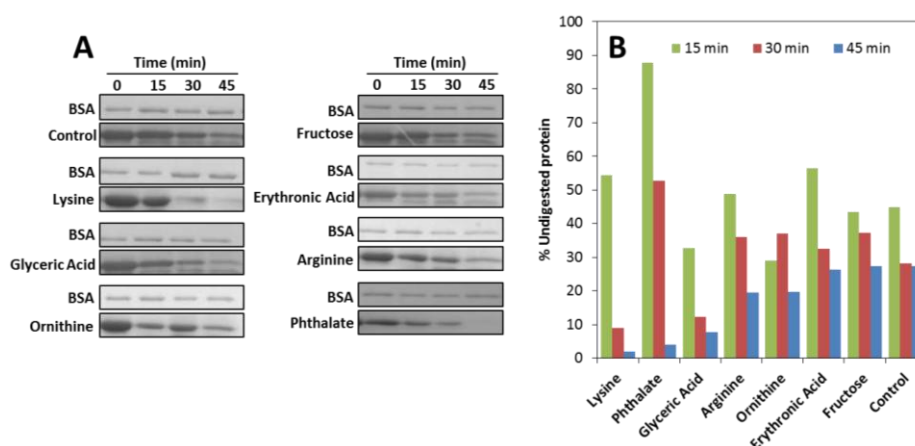 A
Time (min)
0 15 30 45
BSA
Control
BSA
Lysine
BSA
Glyceric Acid
BSA
Ornithine
Time (min)
0 15 30 45
BSA
Fructose
BSA
Erythronic Acid
BSA
Arginine
BSA
Phthalate
B
15 min 30 min 45 min
% Undigested protein
100
90
80
70
60
50
40
30
20
10
0
Lysine
Phthalate
Glyceric Acid
Arginine
Ornithine
Erythronic Acid
Fructose
Control